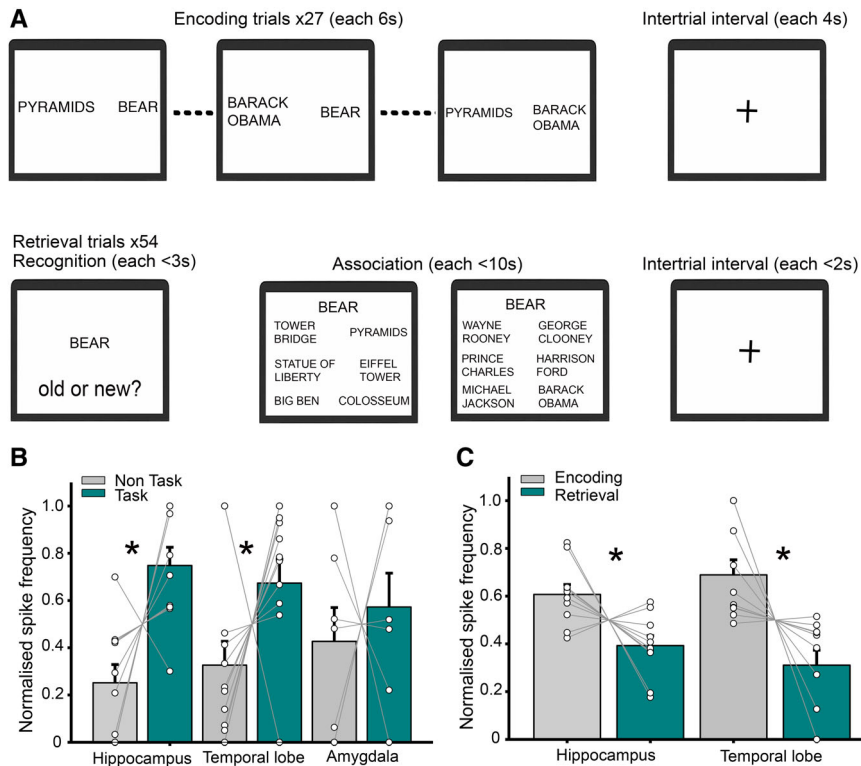 A
Encoding trials x27 (each 6s)
Intertrial interval (each 4s)
PYRAMIDS BEAR
BARACK
OBAMA
BEAR
PYRAMIDS
BARACK
OBAMA
Retrieval trials x54
Recognition (each <3s)
Association (each <10s)
Intertrial interval (each <2s)
BEAR
old or new?
BEAR
TOWER
BRIDGE
PYRAMIDS
STATUE OF
LIBERTY
EIFFEL
TOWER
BIG BEN COLOSSEUM
BEAR
WAYNE
ROONEY
GEORGE
CLOONEY
PRINCE
CHARLES
HARRISON
FORD
MICHAEL
JACKSON
BARACK
OBAMA
B
Non Task
Task
Normalised spike frequency
1.0
0.8
0.6
0.4
0.2
0
*
*
Hippocampus Temporal lobe Amygdala
C
Encoding
Retrieval
Normalised spike frequency
1.0
0.8
0.6
0.4
0.2
0
*
*
Hippocampus Temporal lobe